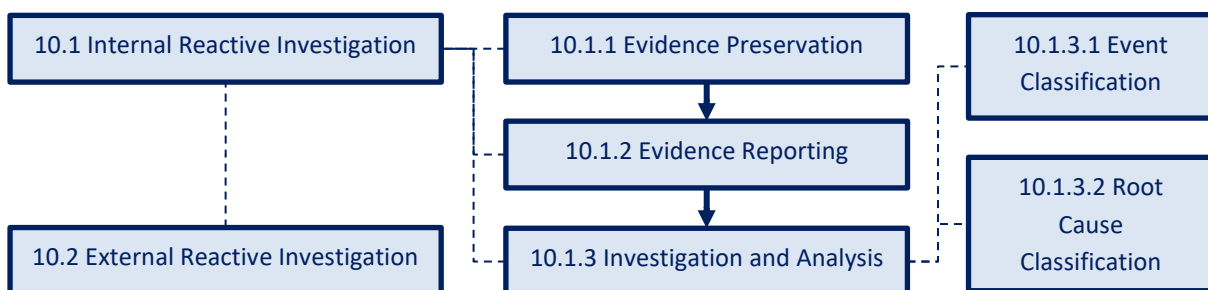 10.1 Internal Reactive Investigation
10.1.1 Evidence Preservation
10.1.3.1 Event
Classification
10.1.2 Evidence Reporting
10.1.3.2 Root
Cause
Classification
10.2 External Reactive Investigation
10.1.3 Investigation and Analysis